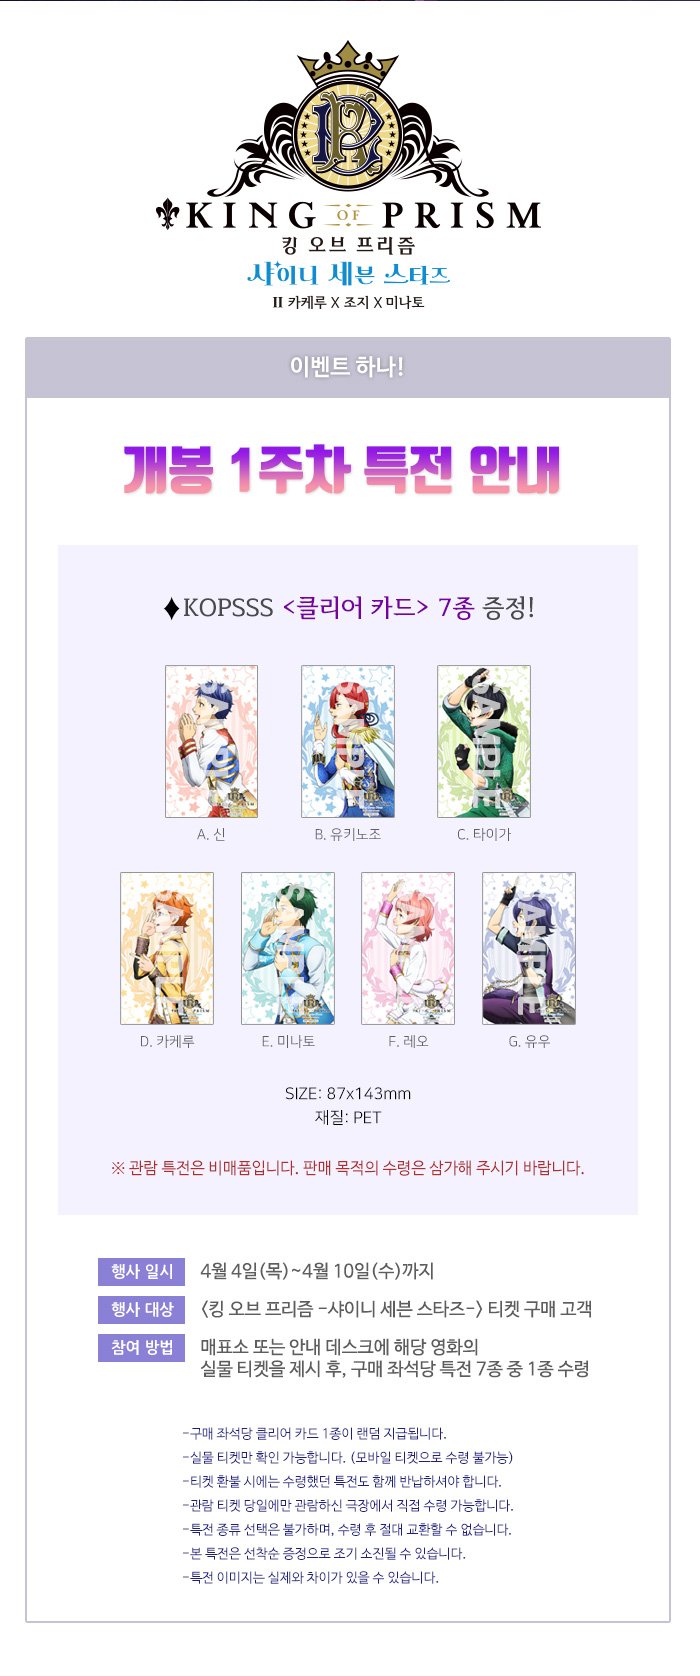 KING OF PRISM
킹 오브 프리즘
샤이니 세븐 스타즈
II 카케루 X 조지 X 미나토
이벤트 하나!
개봉 1주차 특전 안내
♦KOPSSS <클리어 카드> 7종 증정!
SAMPLE SAMPLE SAMPLE
A. 신 B. 유키노조 C. 타이가
SAMPLE SAMPLE SAMPLE SAMPLE
D. 카케루 E. 미나토 F. 레오 G. 유우
SIZE: 87x143mm
재질: PET
※ 관람 특전은 비매품입니다. 판매 목적의 수령은 삼가해 주시기 바랍니다.
행사 일시 4월 4일(목)~4월 10일(수)까지
행사 대상 <킹 오브 프리즘 -샤이니 세븐 스타즈-> 티켓 구매 고객
참여 방법 매표소 또는 안내 데스크에 해당 영화의
실물 티켓을 제시 후, 구매 좌석당 특전 7종 중 1종 수령
-구매 좌석당 클리어 카드 1종이 랜덤 지급됩니다.
-실물 티켓만 확인 가능합니다. (모바일 티켓으로 수령 불가능)
-티켓 환불 시에는 수령했던 특전도 함께 반납하셔야 합니다.
-관람 티켓 당일에만 관람하신 극장에서 직접 수령 가능합니다.
-특전 종류 선택은 불가하며, 수령 후 절대 교환할 수 없습니다.
-본 특전은 선착순 증정으로 조기 소진될 수 있습니다.
-특전 이미지는 실제와 차이가 있을 수 있습니다.